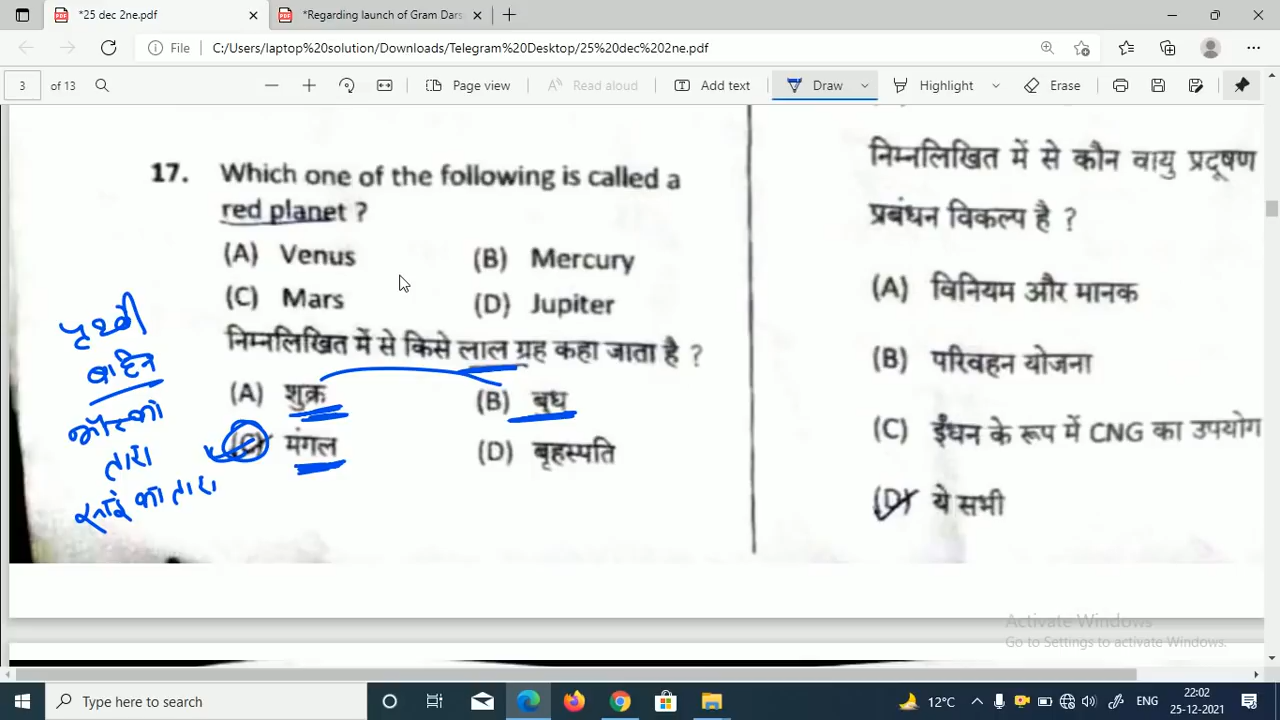 *25 dec 2ne.pdf
*Regarding launch of Gram Dars
File
C:/Users/laptop%20solution/Downloads/Telegram%20Desktop/25%20dec%202ne.pdf
3 of 13
Page view
Read aloud
Add text
Draw
Highlight
Erase
17. Which one of the following is called a
red planet ?
(A) Venus (B) Mercury
(C) Mars (D) Jupiter
निम्नलिखित में से किसे लाल ग्रह कहा जाता है ?
(A) शुक्र (B) बुध
(C) मंगल (D) बृहस्पति
पृथ्वी
तारा
का तारा
निम्नलिखित में से कौन वायु प्रदूषण
प्रबंधन विकल्प है ?
(A) विनियम और मानक
(B) परिवहन योजना
(C) ईंधन के रूप में CNG का उपयोग
(D) ये सभी
Activate Windows
Go to Settings to activate Windows.
Type here to search
12°C
ENG
22:02
25-12-2021